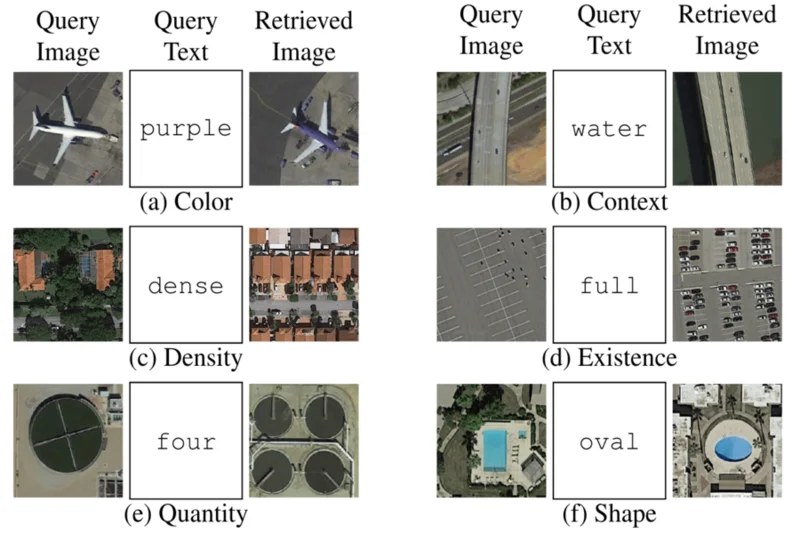 Query Image
Query Text
Retrieved Image
Query Image
Query Text
Retrieved Image
purple
water
(a) Color
(b) Context
dense
full
(c) Density
(d) Existence
four
oval
(e) Quantity
(f) Shape